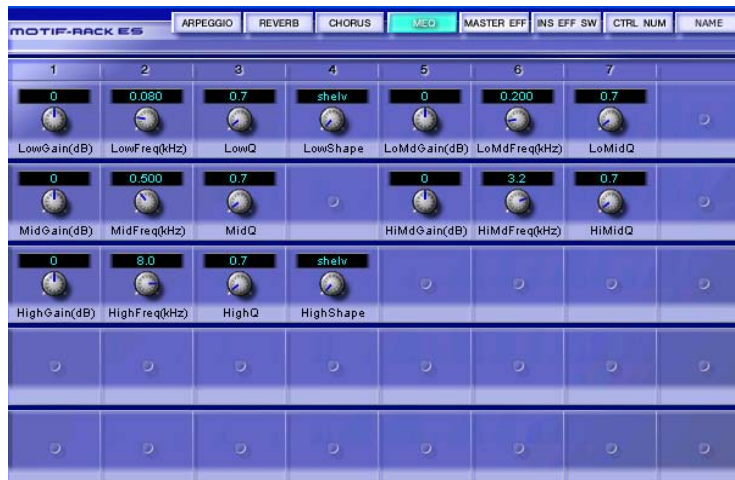 MOTIF-RACK ES ARPEGGIO REVERB CHORUS MEQ MASTER EFF INS EFF SW CTRL NUM NAME
1 2 3 4 5 6 7
0 0.080 0.7 shelv 0 0.200 0.7
LowGain(dB) LowFreq(kHz) LowQ LowShape LoMdGain(dB) LoMdFreq(kHz) LoMidQ
0 0.500 0.7 0 3.2 0.7
MidGain(dB) MidFreq(kHz) MidQ HiMdGain(dB) HiMdFreq(kHz) HiMidQ
0 8.0 0.7 shelv
HighGain(dB) HighFreq(kHz) HighQ HighShape